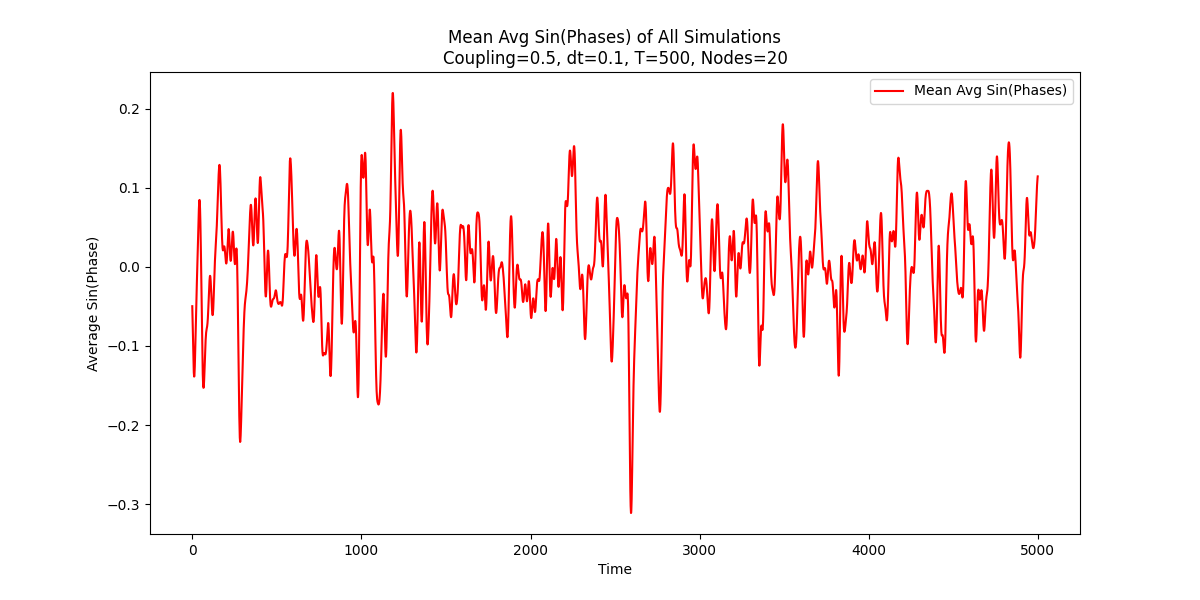 Mean Avg Sin(Phases) of All Simulations
Coupling=0.5, dt=0.1, T=500, Nodes=20
Mean Avg Sin(Phases)
Average Sin(Phase)
0.2
0.1
0.0
−0.1
−0.2
−0.3
0 1000 2000 3000 4000 5000
Time